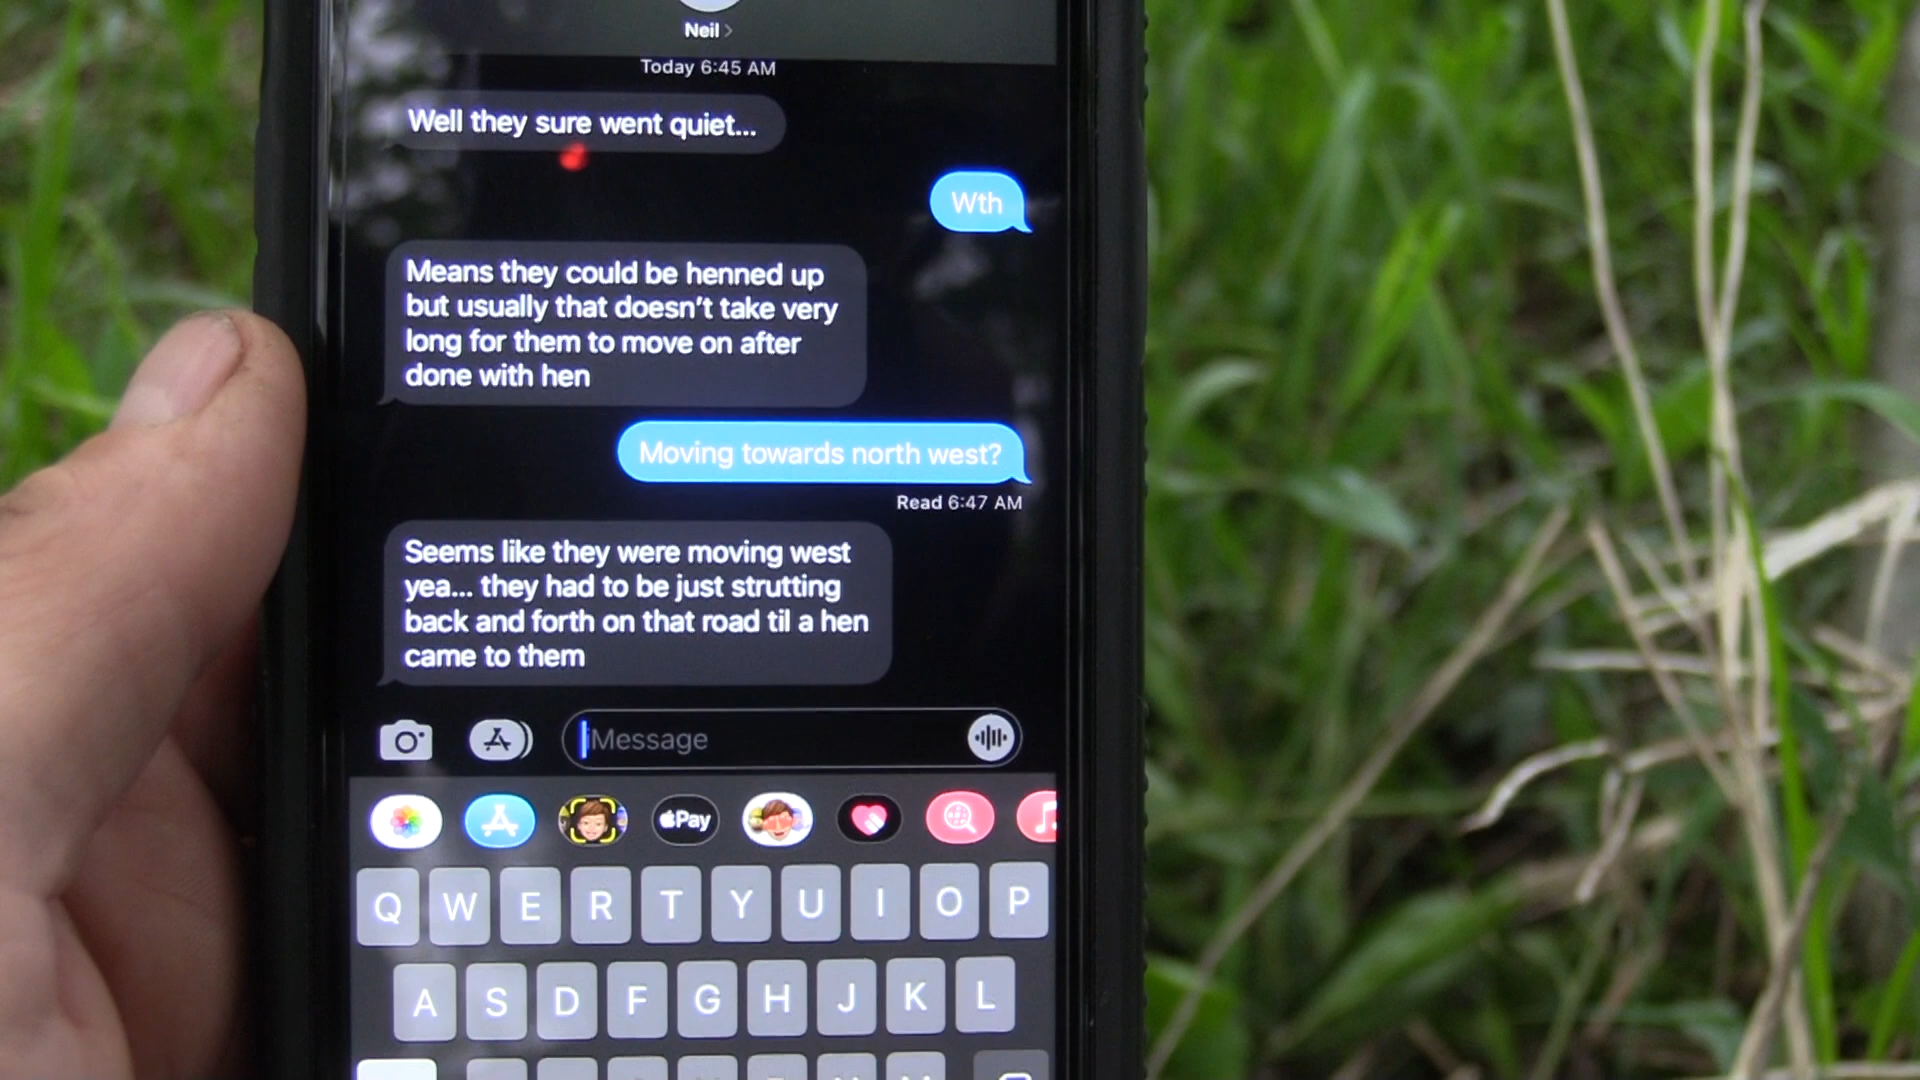 Neil
Today 6:45 AM
Well they sure went quiet...
Wth
Means they could be henned up
but usually that doesn't take very
long for them to move on after
done with hen
Moving towards north west?
Read 6:47 AM
Seems like they were moving west
yea... they had to be just strutting
back and forth on that road til a hen
came to them
iMessage
Pay
Q W E R T Y U I O P
A S D F G H J K L